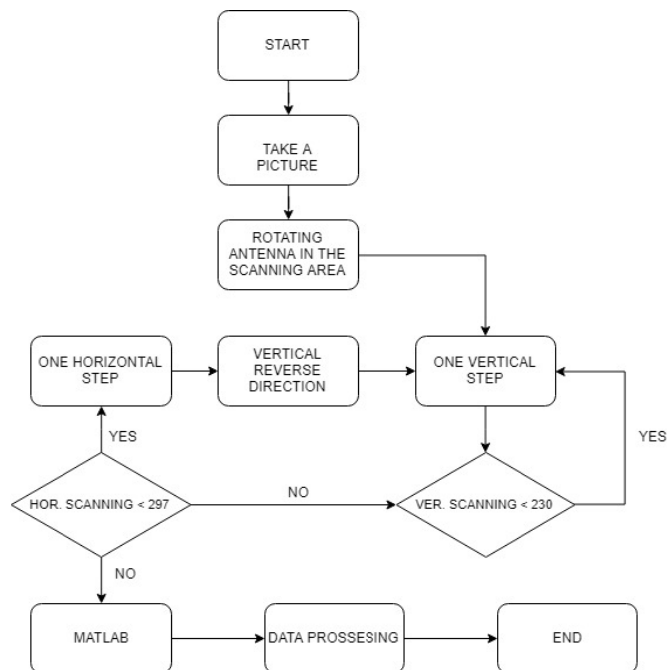 START
TAKE A
PICTURE
ROTATING
ANTENNA IN THE
SCANNING AREA
ONE HORIZONTAL
STEP
VERTICAL
REVERSE
DIRECTION
ONE VERTICAL
STEP
YES
YES
HOR. SCANNING < 297
NO
VER. SCANNING < 230
NO
MATLAB
DATA PROSSESING
END